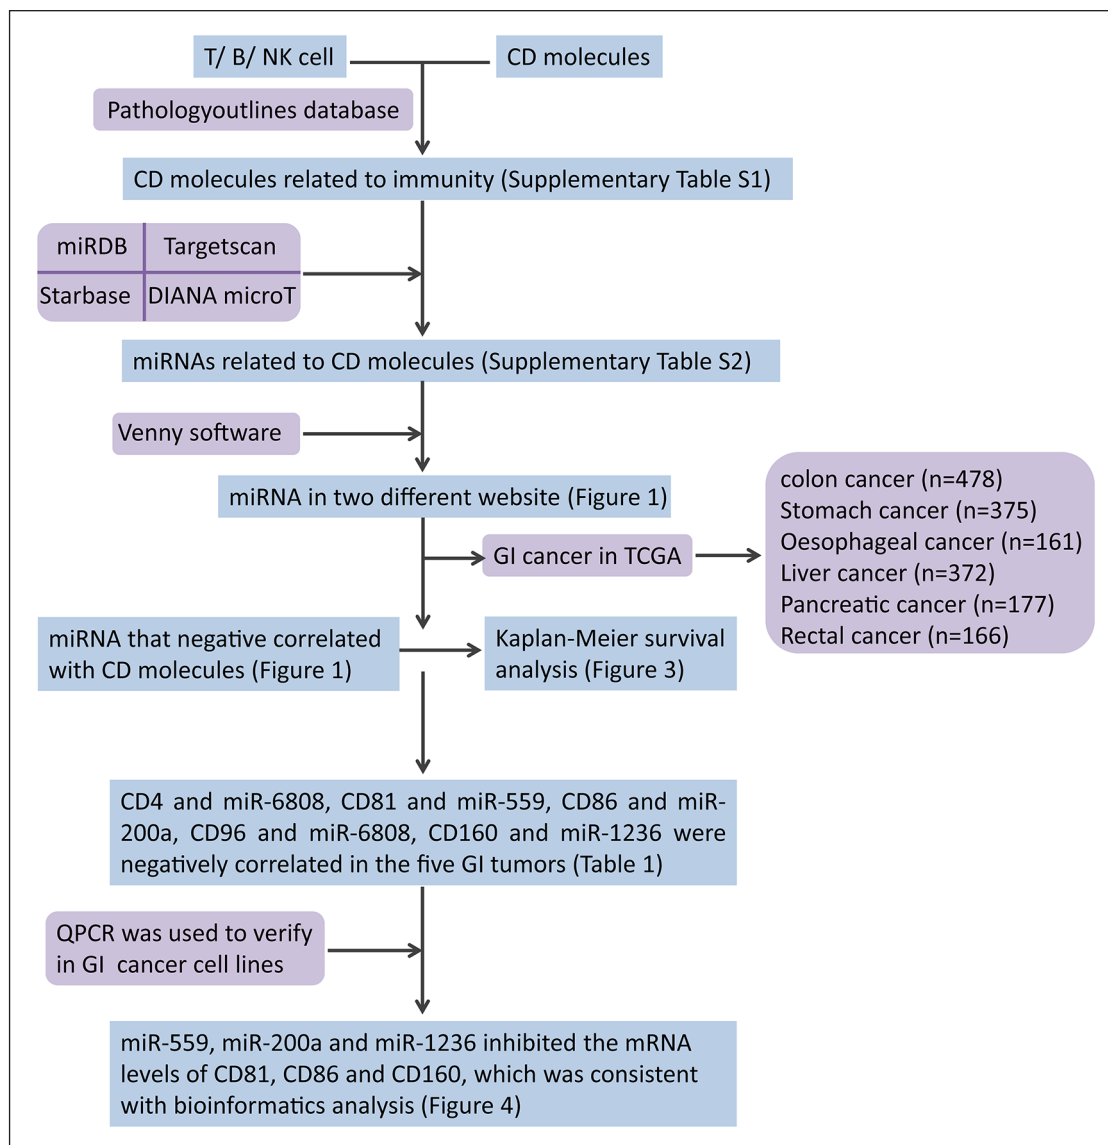 T/ B/ NK cell
CD molecules
Pathologyoutlines database
CD molecules related to immunity (Supplementary Table S1)
miRDB
Targetscan
Starbase
DIANA microT
miRNAs related to CD molecules (Supplementary Table S2)
Venny software
miRNA in two different website (Figure 1)
GI cancer in TCGA
colon cancer (n=478)
Stomach cancer (n=375)
Oesophageal cancer (n=161)
Liver cancer (n=372)
Pancreatic cancer (n=177)
Rectal cancer (n=166)
miRNA that negative correlated
with CD molecules (Figure 1)
Kaplan-Meier survival
analysis (Figure 3)
CD4 and miR-6808, CD81 and miR-559, CD86 and miR-
200a, CD96 and miR-6808, CD160 and miR-1236 were
negatively correlated in the five GI tumors (Table 1)
QPCR was used to verify
in GI cancer cell lines
miR-559, miR-200a and miR-1236 inhibited the mRNA
levels of CD81, CD86 and CD160, which was consistent
with bioinformatics analysis (Figure 4)